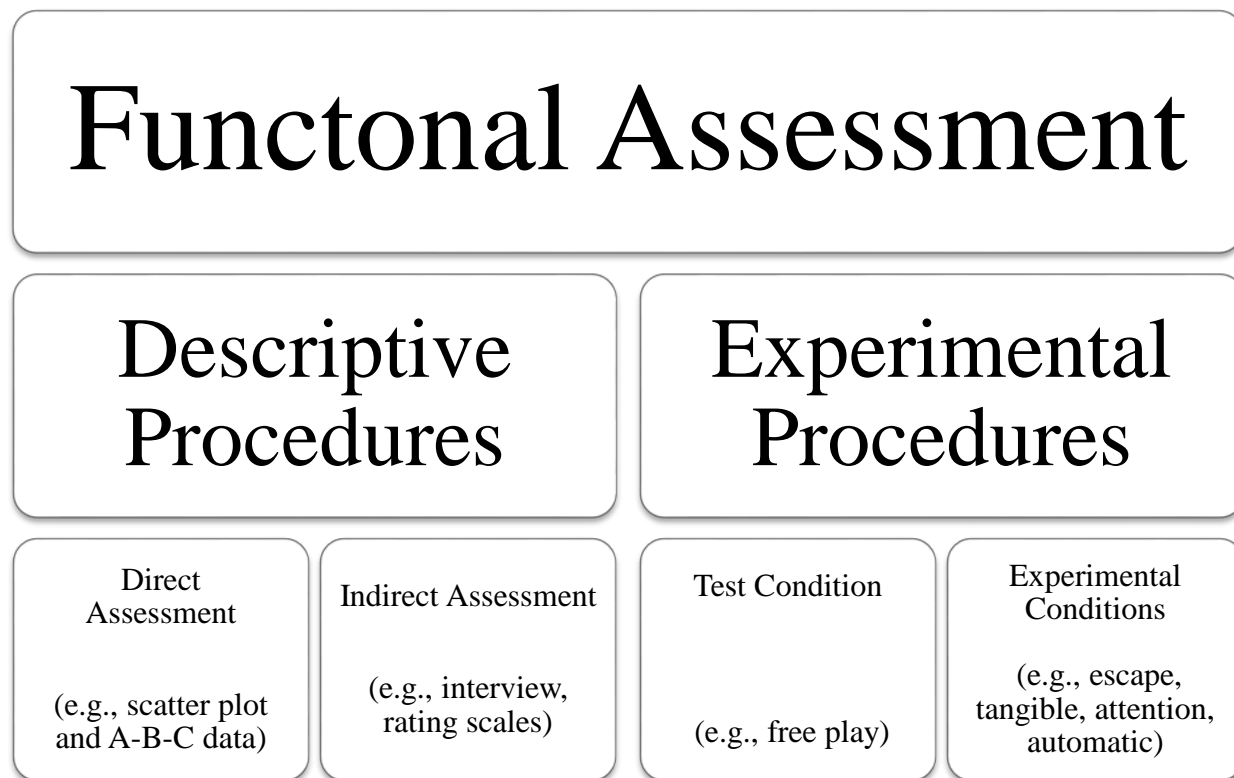 Functonal Assessment
Descriptive
Procedures
Experimental
Procedures
Direct
Assessment
(e.g., scatter plot
and A-B-C data)
Indirect Assessment
(e.g., interview,
rating scales)
Test Condition
(e.g., free play)
Experimental
Conditions
(e.g., escape,
tangible, attention,
automatic)